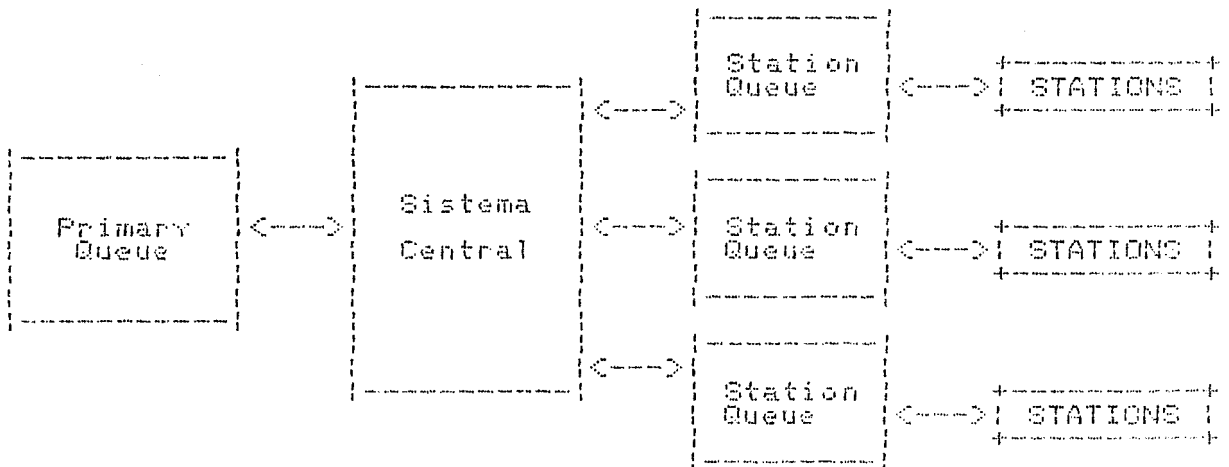 Primary
Queue
Sistema
Central
Station
Queue
STATIONS
Station
Queue
STATIONS
Station
Queue
STATIONS